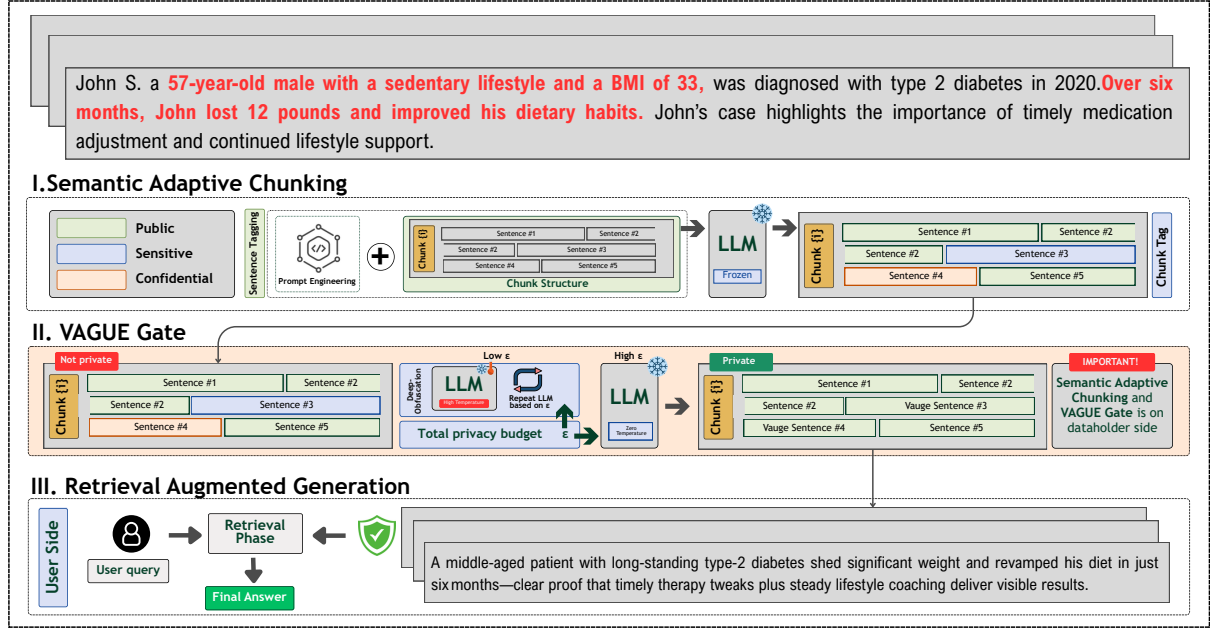 John S. a 57-year-old male with a sedentary lifestyle and a BMI of 33, was diagnosed with type 2 diabetes in 2020.Over six
months, John lost 12 pounds and improved his dietary habits. John's case highlights the importance of timely medication
adjustment and continued lifestyle support.
I.Semantic Adaptive Chunking
Public
Sensitive
Confidential
Sentence Tagging
Prompt Engineering
Chunk {i}
Sentence #1
Sentence #2
Sentence #2
Sentence #3
Sentence #4
Sentence #5
Chunk Structure
LLM
Frozen
Chunk {i}
Sentence #1
Sentence #2
Sentence #2
Sentence #3
Sentence #4
Sentence #5
Chunk Tag
II. VAGUE Gate
Not private
Chunk {i}
Sentence #1
Sentence #2
Sentence #2
Sentence #3
Sentence #4
Sentence #5
Low ε
Deep-
Obfuscation
LLM
High Temperature
Repeat LLM
based on ε
Total privacy budget
ε
High ε
LLM
Zero
Temperature
Private
Chunk {i}
Sentence #1
Sentence #2
Sentence #2
Vauge Sentence #3
Vauge Sentence #4
Sentence #5
IMPORTANT!
Semantic Adaptive
Chunking and
VAGUE Gate is on
dataholder side
III. Retrieval Augmented Generation
User Side
User query
Retrieval
Phase
Final Answer
A middle-aged patient with long-standing type-2 diabetes shed significant weight and revamped his diet in just
six months—clear proof that timely therapy tweaks plus steady lifestyle coaching deliver visible results.